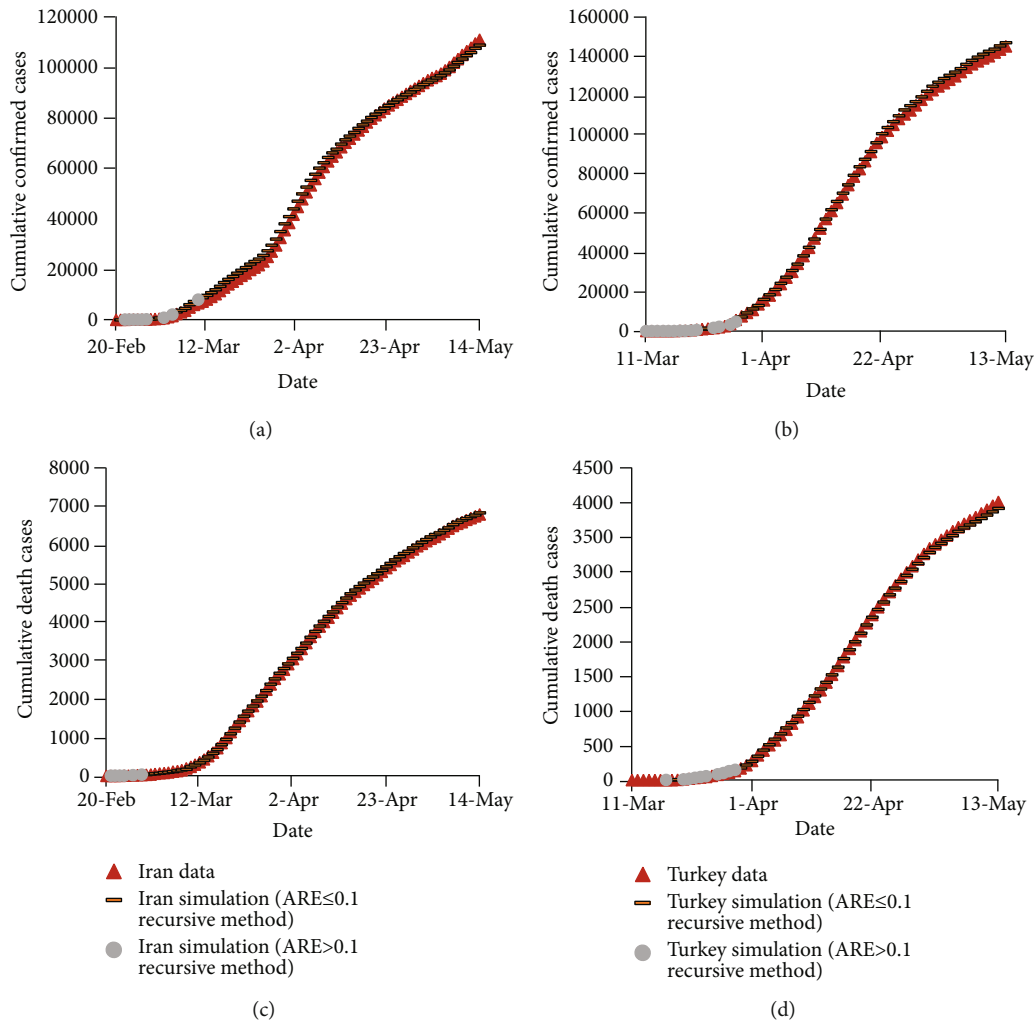 120000
100000
80000
60000
40000
20000
0
Cumulative confirmed cases
20-Feb
12-Mar
2-Apr
23-Apr
14-May
Date
(a)
160000
140000
120000
100000
80000
60000
40000
20000
0
Cumulative confirmed cases
11-Mar
1-Apr
22-Apr
13-May
Date
(b)
8000
7000
6000
5000
4000
3000
2000
1000
0
Cumulative death cases
20-Feb
12-Mar
2-Apr
23-Apr
14-May
Date
Iran data
Iran simulation (ARE≤0.1
recursive method)
Iran simulation (ARE>0.1
recursive method)
(c)
4500
4000
3500
3000
2500
2000
1500
1000
500
0
Cumulative death cases
11-Mar
1-Apr
22-Apr
13-May
Date
Turkey data
Turkey simulation (ARE≤0.1
recursive method)
Turkey simulation (ARE>0.1
recursive method)
(d)